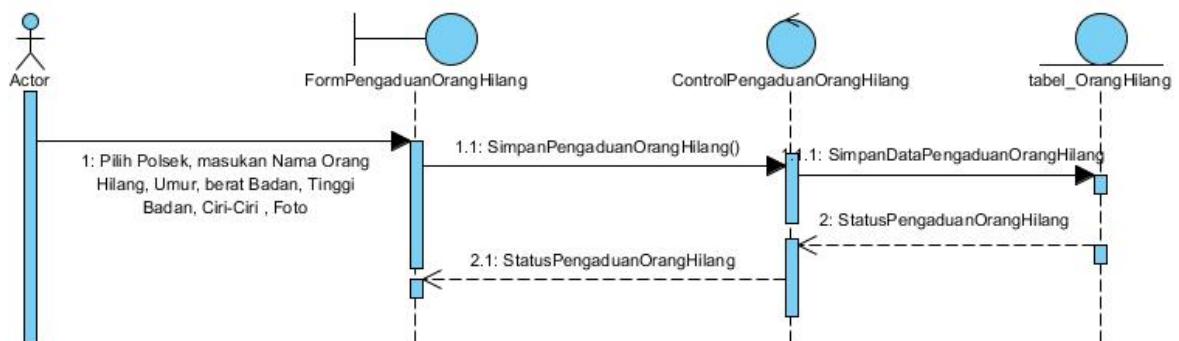 Actor
FormPengaduanOrangHilang
ControlPengaduanOrangHilang
tabel_OrangHilang
1: Pilih Polsek, masukan Nama Orang
Hilang, Umur, berat Badan, Tinggi
Badan, Ciri-Ciri , Foto
1.1: SimpanPengaduanOrangHilang()
1.1.1: SimpanDataPengaduanOrangHilang
2: StatusPengaduanOrangHilang
2.1: StatusPengaduanOrangHilang